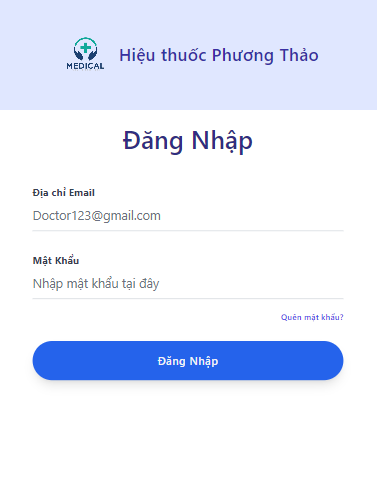 MEDICAL
Hiệu thuốc Phương Thảo
Đăng Nhập
Địa chỉ Email
Doctor123@gmail.com
Mật Khẩu
Nhập mật khẩu tại đây
Quên mật khẩu?
Đăng Nhập